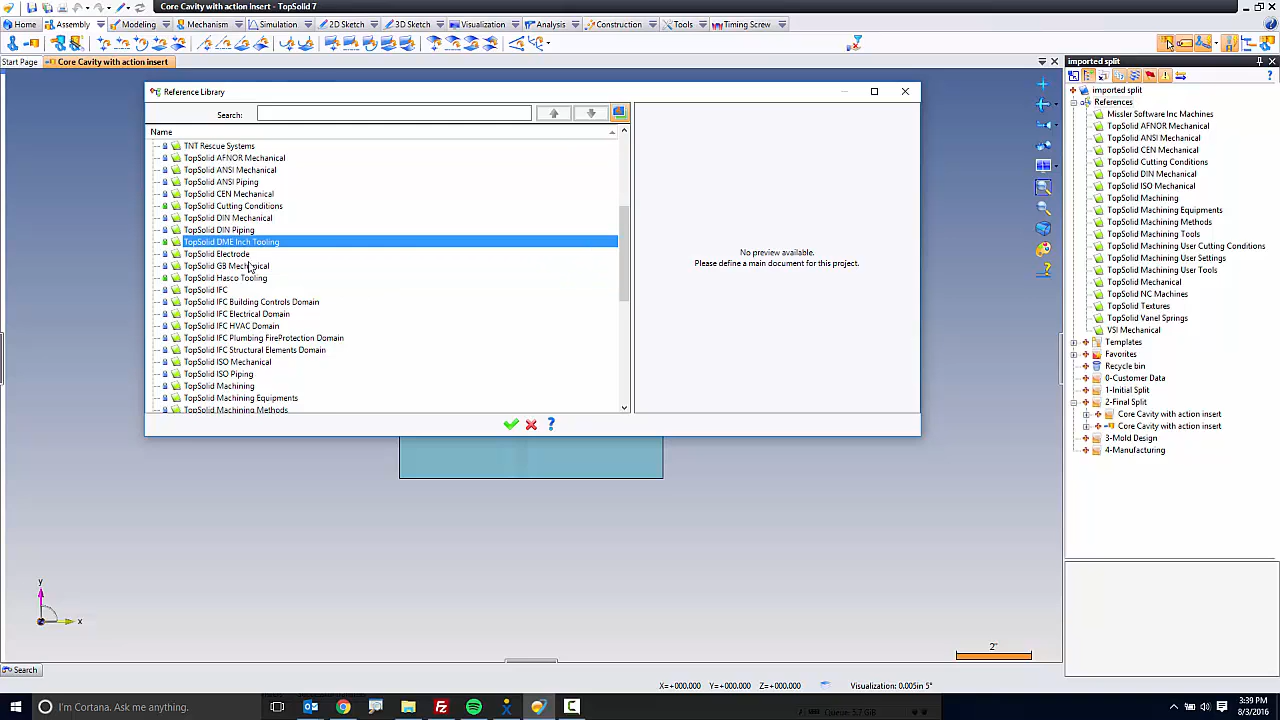 Core Cavity with action insert - TopSolid 7
Home
Assembly
Modeling
Mechanism
Simulation
2D Sketch
3D Sketch
Visualization
Analysis
Construction
Tools
Timing Screw
Start Page
Core Cavity with action insert
imported split
Reference Library
Search:
Name
TNT Rescue Systems
TopSolid AFNOR Mechanical
TopSolid ANSI Mechanical
TopSolid ANSI Piping
TopSolid CEN Mechanical
TopSolid Cutting Conditions
TopSolid DIN Mechanical
TopSolid DIN Piping
TopSolid DME Inch Tooling
TopSolid Electrode
TopSolid GB Mechanical
TopSolid Hasco Tooling
TopSolid IFC
TopSolid IFC Building Controls Domain
TopSolid IFC Electrical Domain
TopSolid IFC HVAC Domain
TopSolid IFC Plumbing FireProtection Domain
TopSolid IFC Structural Elements Domain
TopSolid ISO Mechanical
TopSolid ISO Piping
TopSolid Machining
TopSolid Machining Equipments
TopSolid Machining Methods
No preview available.
Please define a main document for this project.
imported split
References
Missler Software Inc Machines
TopSolid AFNOR Mechanical
TopSolid ANSI Mechanical
TopSolid CEN Mechanical
TopSolid Cutting Conditions
TopSolid DIN Mechanical
TopSolid ISO Mechanical
TopSolid Machining
TopSolid Machining Equipments
TopSolid Machining Methods
TopSolid Machining Tools
TopSolid Machining User Cutting Conditions
TopSolid Machining User Settings
TopSolid Machining User Tools
TopSolid Mechanical
TopSolid NC Machines
TopSolid Textures
TopSolid Vanel Springs
VSI Mechanical
Templates
Favorites
Recycle bin
0-Customer Data
1-Initial Split
2-Final Split
Core Cavity with action insert
Core Cavity with action insert
3-Mold Design
4-Manufacturing
y
x
2"
Search
X=+000.000 Y=+000.000 Z=+000.000 Visualization: 0.005in 5°
I'm Cortana. Ask me anything.
3:39 PM
8/3/2016